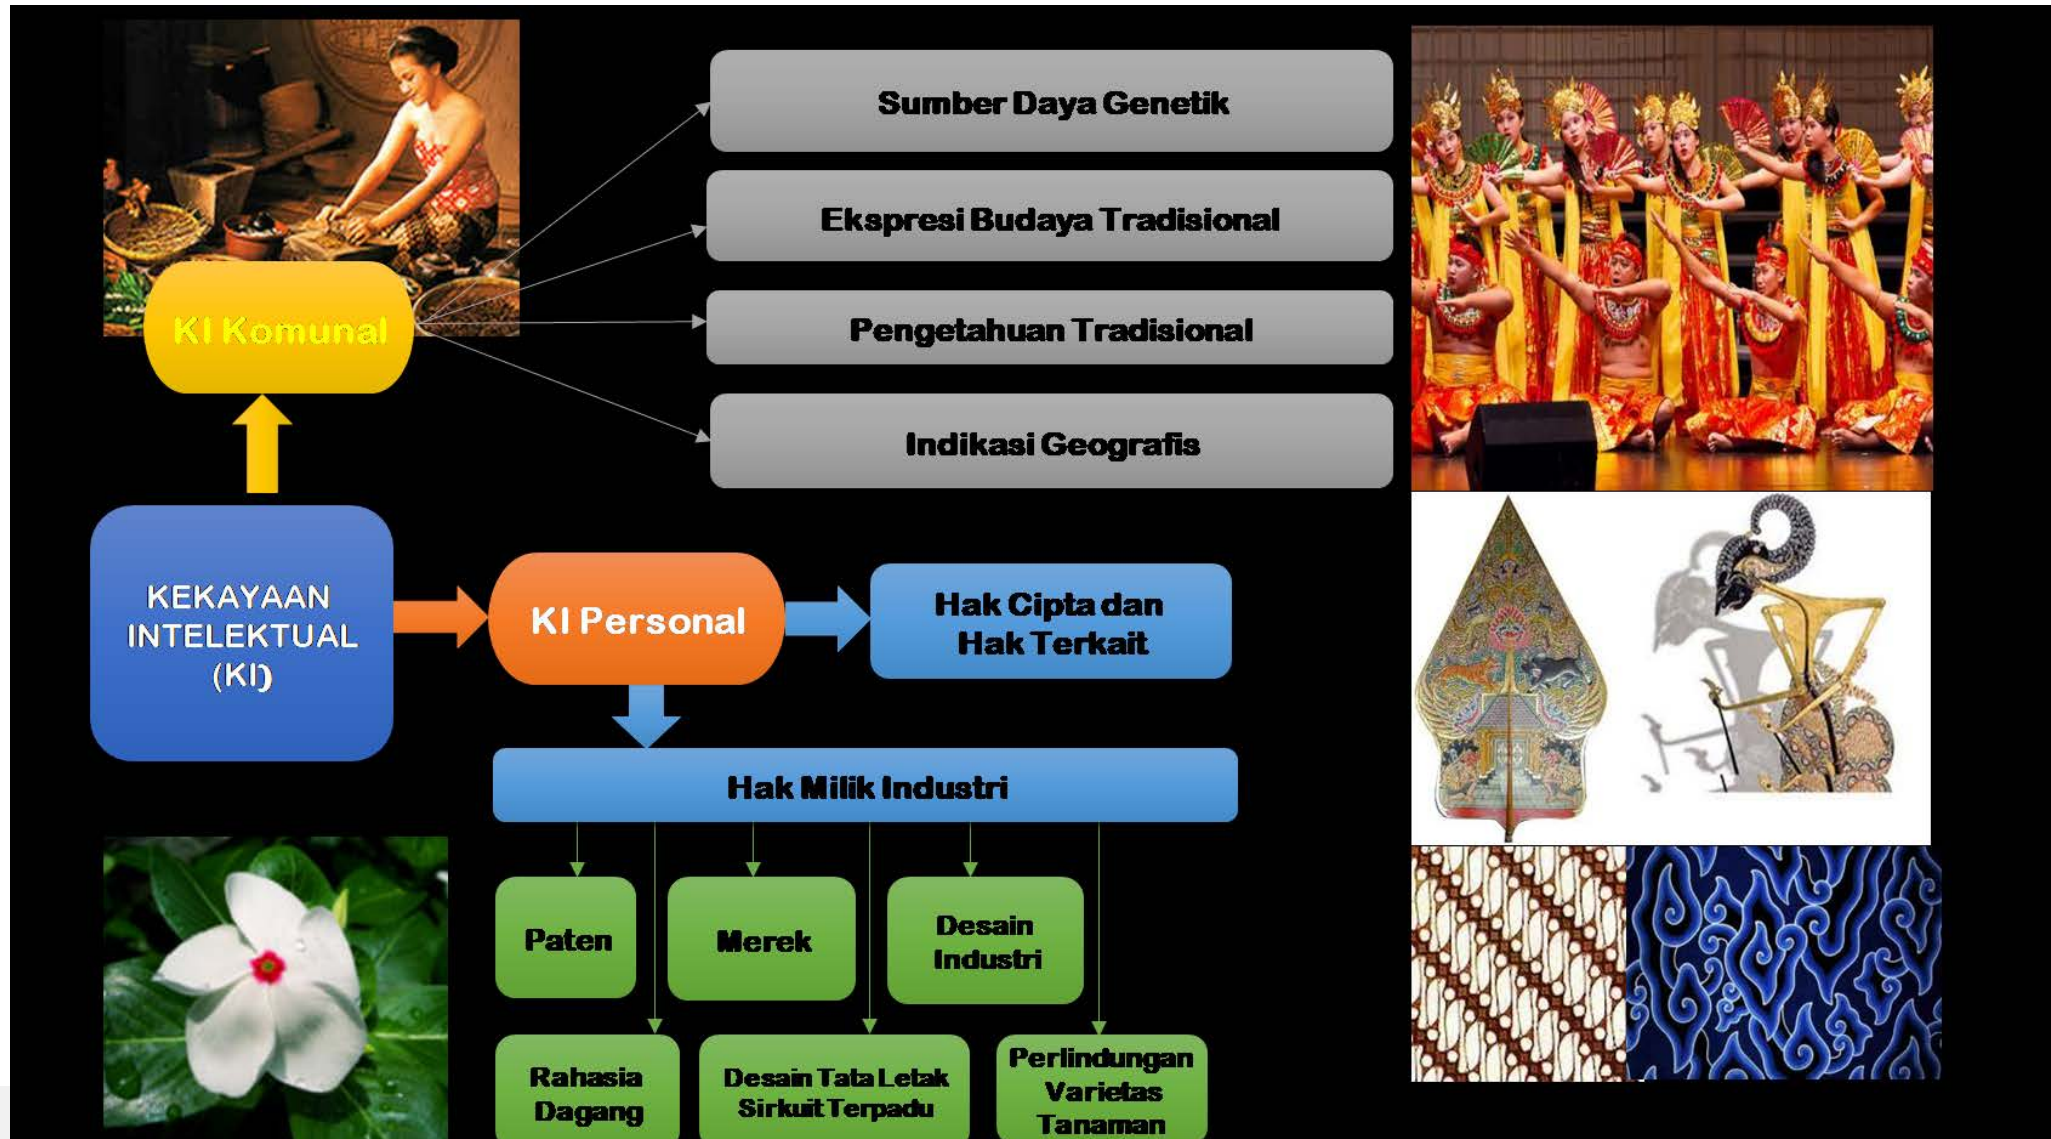 Sumber Daya Genetik
Ekspresi Budaya Tradisional
KI Komunal
Pengetahuan Tradisional
Indikasi Geografis
KEKAYAAN
INTELEKTUAL
(KI)
KI Personal
Hak Cipta dan
Hak Terkait
Hak Milik Industri
Paten
Merek
Desain
Industri
Rahasia
Dagang
Desain Tata Letak
Sirkuit Terpadu
Perlindungan
Varietas
Tanaman